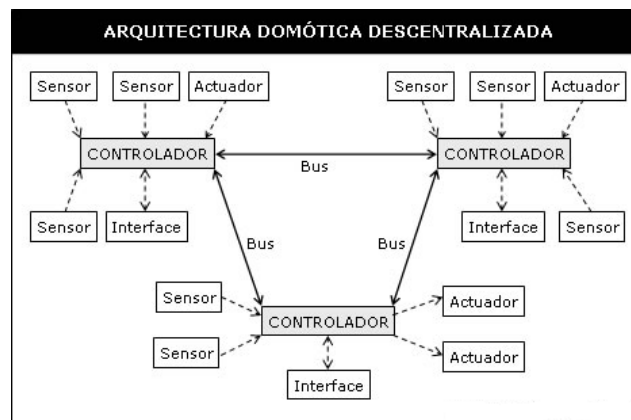 ARQUITECTURA DOMÓTICA DESCENTRALIZADA
Sensor
Sensor
Actuador
Sensor
Sensor
Actuador
CONTROLADOR
CONTROLADOR
Bus
Sensor
Interface
Interface
Sensor
Bus
Bus
Sensor
Actuador
CONTROLADOR
Sensor
Actuador
Interface